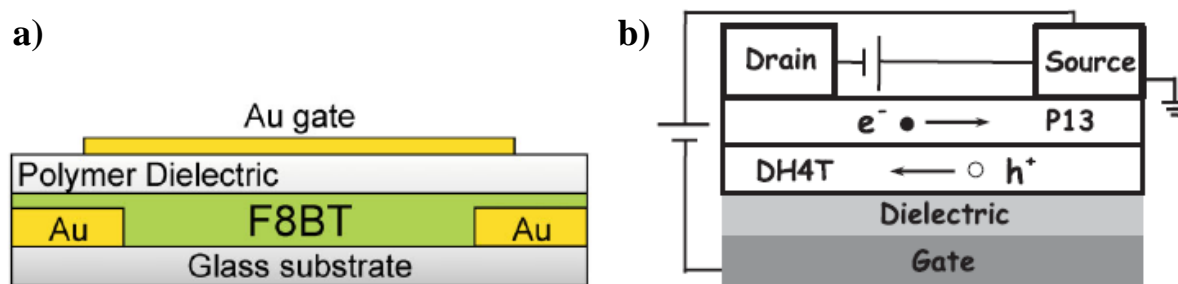 a)
Au gate
Polymer Dielectric
F8BT
Au Au
Glass substrate
b)
Drain Source
e⁻ P13
DH4T h⁺
Dielectric
Gate